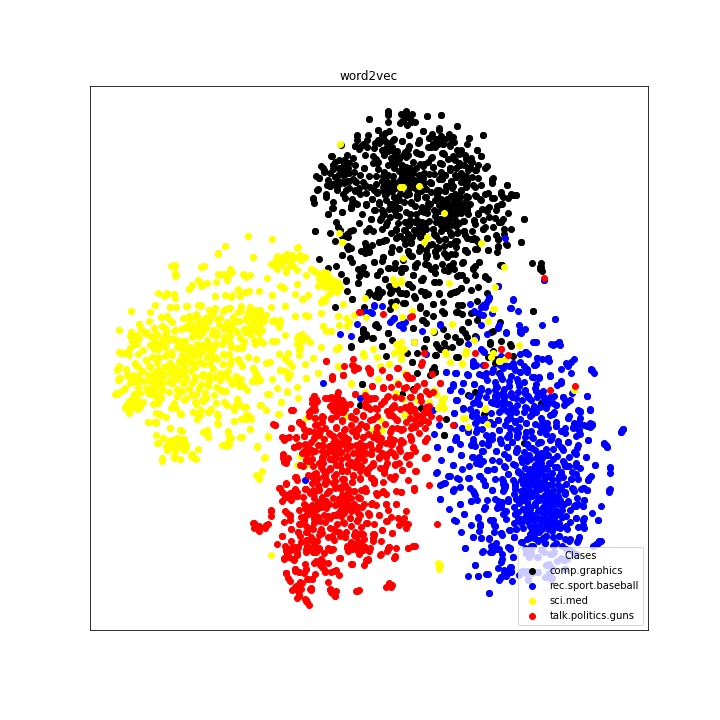 word2vec
Clases
comp.graphics
rec.sport.baseball
sci.med
talk.politics.guns